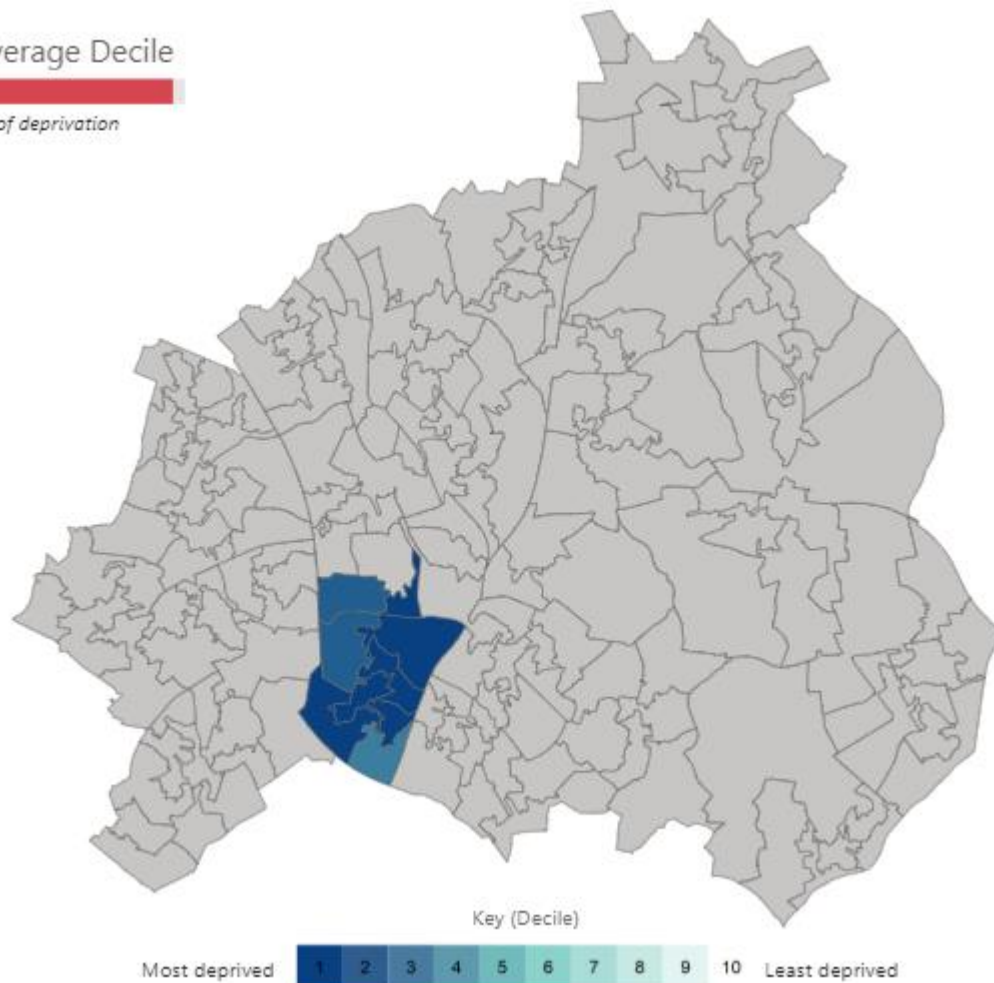 verage Decile
of deprivation
Key (Decile)
Most deprived 1 2 3 4 5 6 7 8 9 10 Least deprived